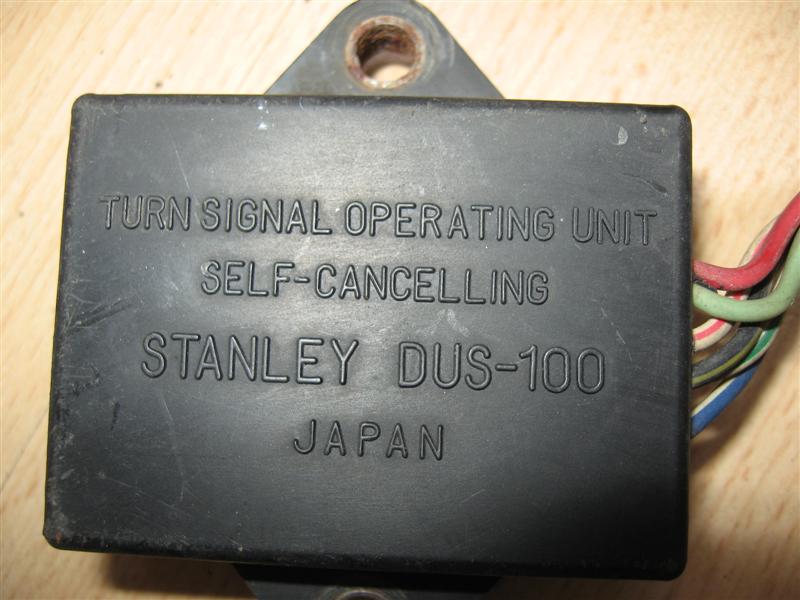 TURN SIGNAL OPERATING UNIT
SELF-CANCELLING
STANLEY DUS-100
JAPAN